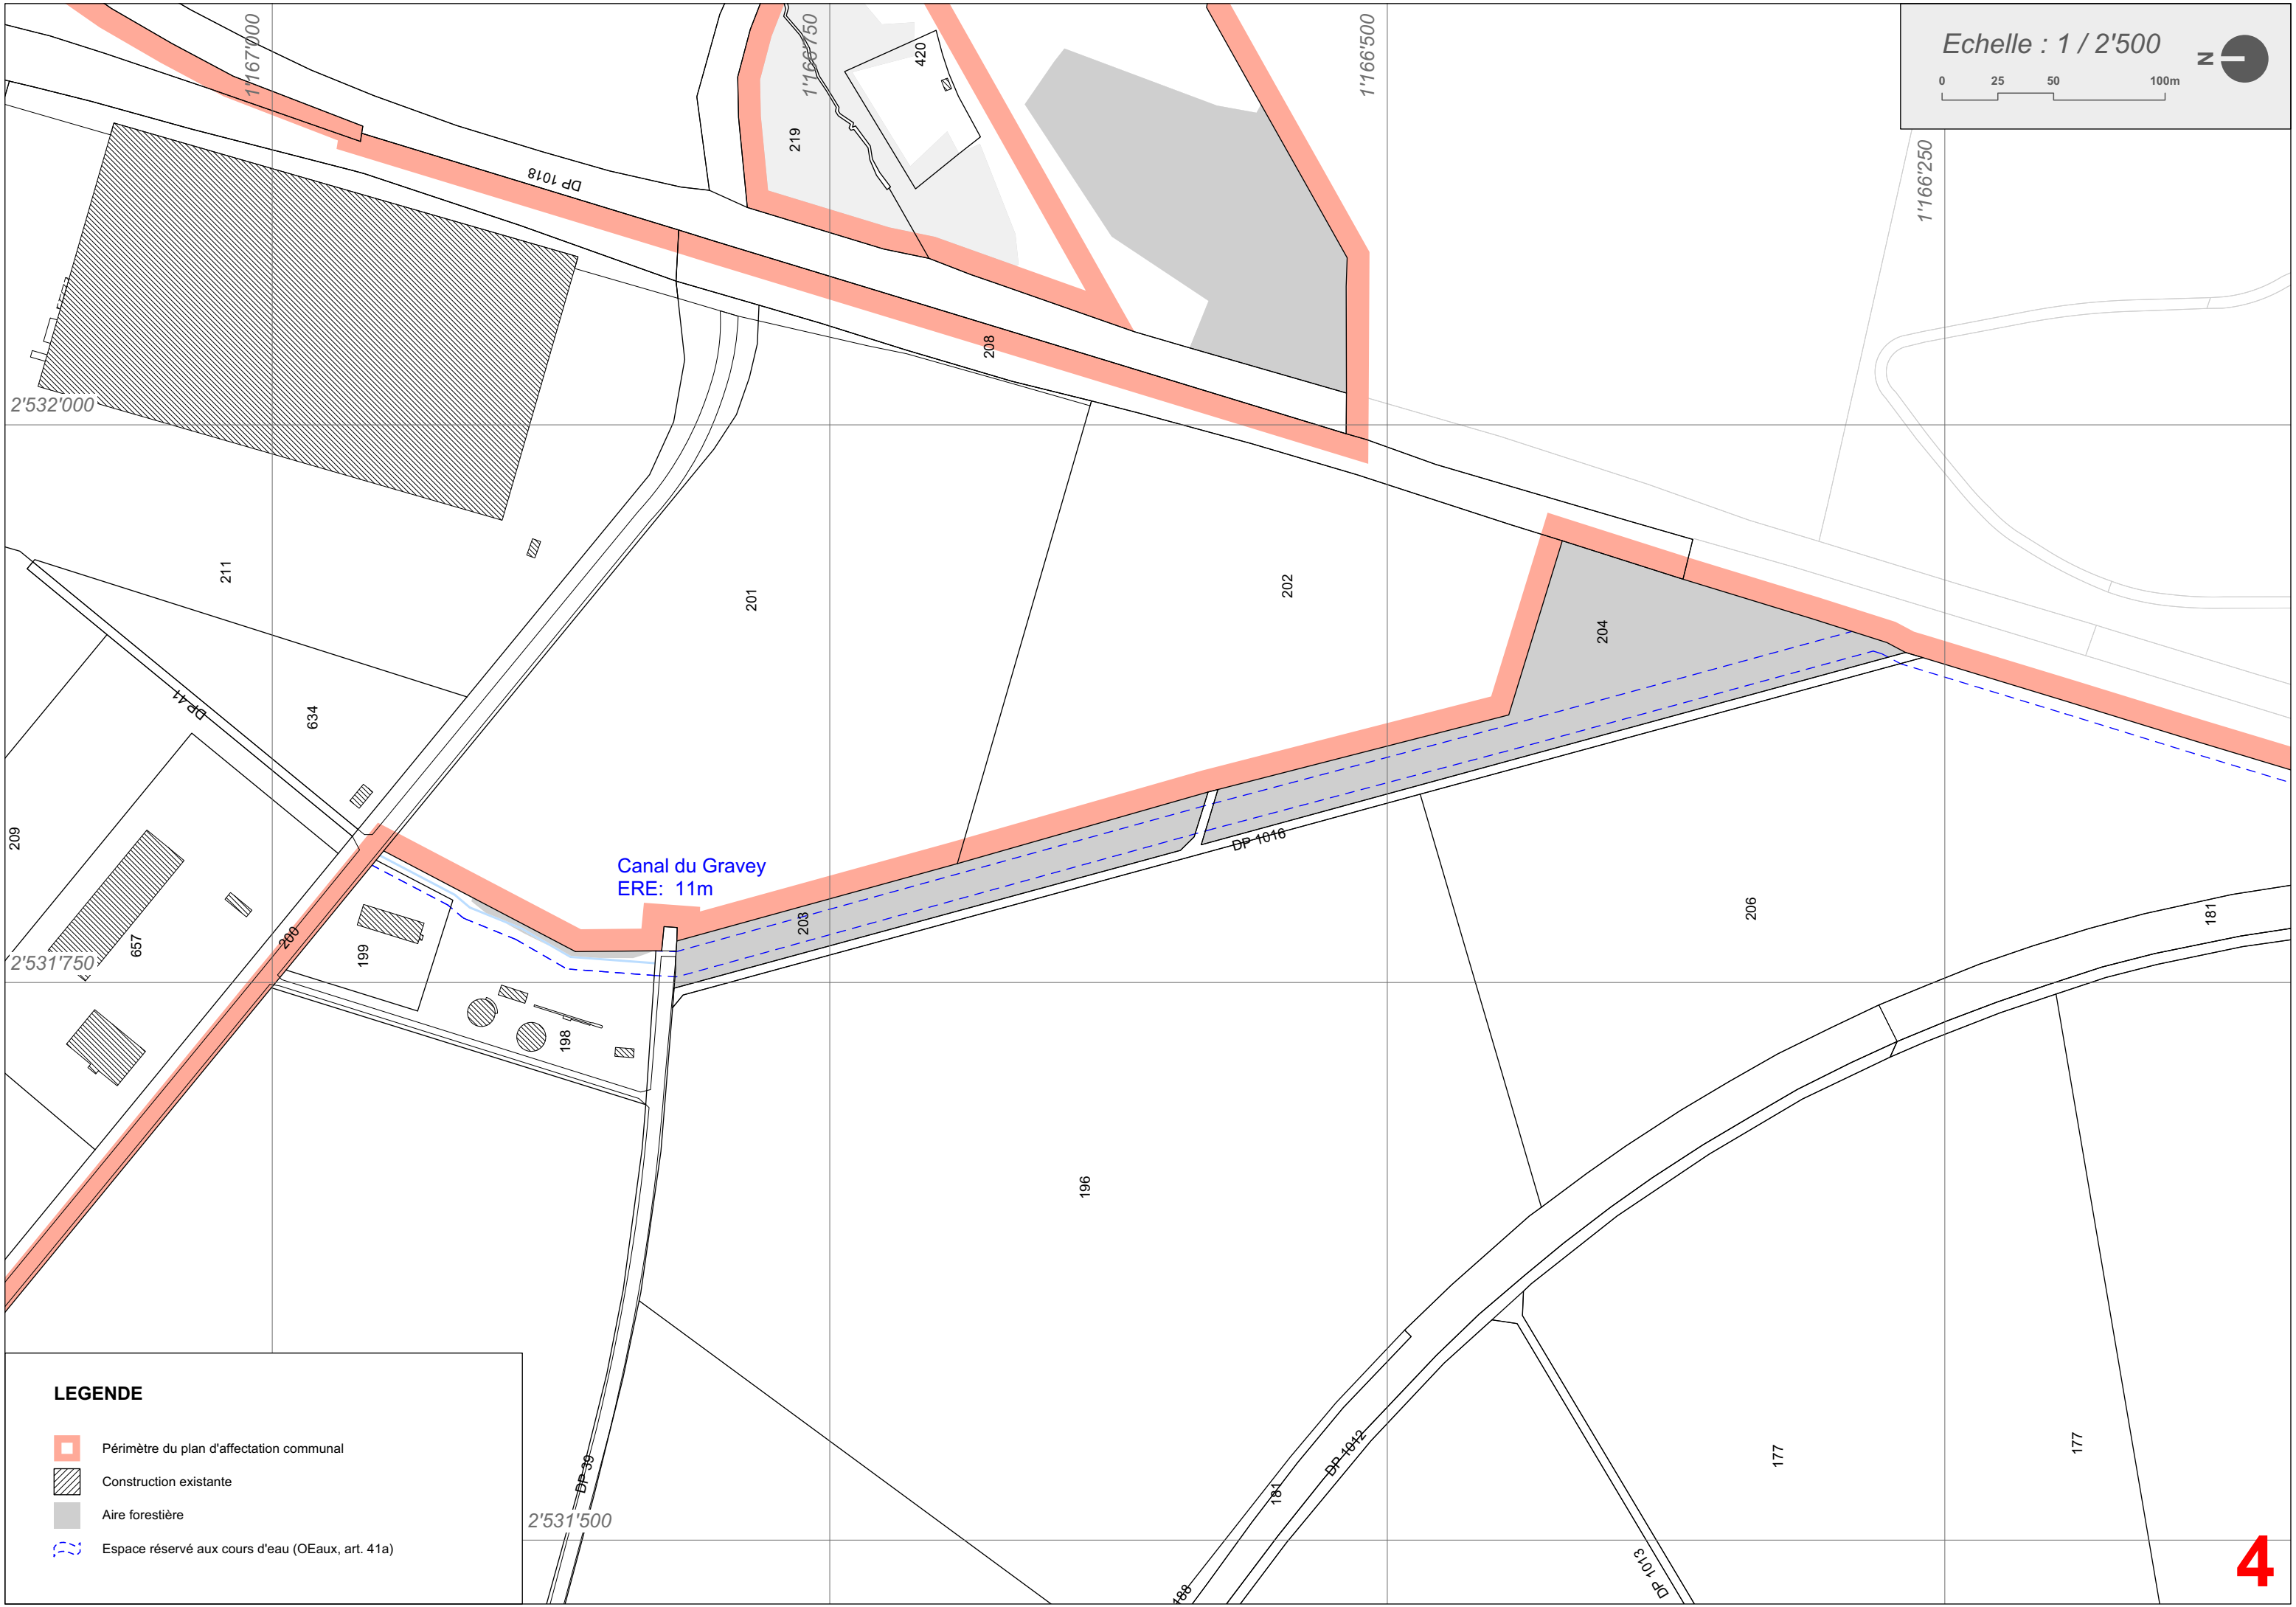 1'167'000
1'166'750
1'166'500
1'166'250
Echelle : 1 / 2'500
N
0 25 50 100m
420
219
DP 1018
208
2'532'000
211
201
202
204
634
DP 41
209
657
200
199
Canal du Gravey
ERE: 11m
203
DP 1016
206
181
2'531'750
198
196
DP 39
2'531'500
181
DP 1012
188
DP 1013
177
177
LEGENDE
Périmètre du plan d'affectation communal
Construction existante
Aire forestière
Espace réservé aux cours d'eau (OEaux, art. 41a)
4